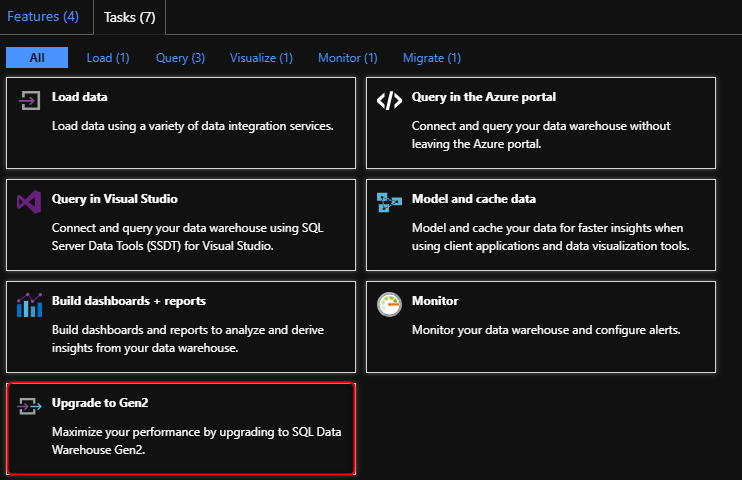 Features (4)
Tasks (7)
All
Load (1)
Query (3)
Visualize (1)
Monitor (1)
Migrate (1)
Load data
Load data using a variety of data integration services.
Query in the Azure portal
Connect and query your data warehouse without
leaving the Azure portal.
Query in Visual Studio
Connect and query your data warehouse using SQL
Server Data Tools (SSDT) for Visual Studio.
Model and cache data
Model and cache your data for faster insights when
using client applications and data visualization tools.
Build dashboards + reports
Build dashboards and reports to analyze and derive
insights from your data warehouse.
Monitor
Monitor your data warehouse and configure alerts.
Upgrade to Gen2
Maximize your performance by upgrading to SQL Data
Warehouse Gen2.